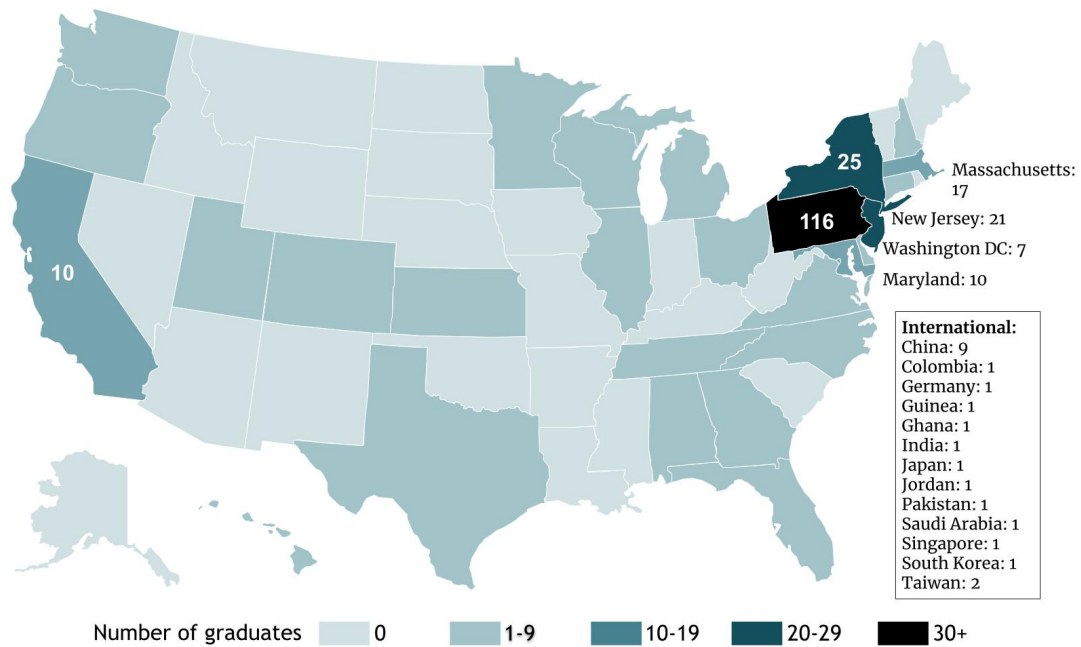 25
Massachusetts:
17
116
New Jersey: 21
Washington DC: 7
10
Maryland: 10
International:
China: 9
Colombia: 1
Germany: 1
Guinea: 1
Ghana: 1
India: 1
Japan: 1
Jordan: 1
Pakistan: 1
Saudi Arabia: 1
Singapore: 1
South Korea: 1
Taiwan: 2
Number of graduates 0 1-9 10-19 20-29 30+